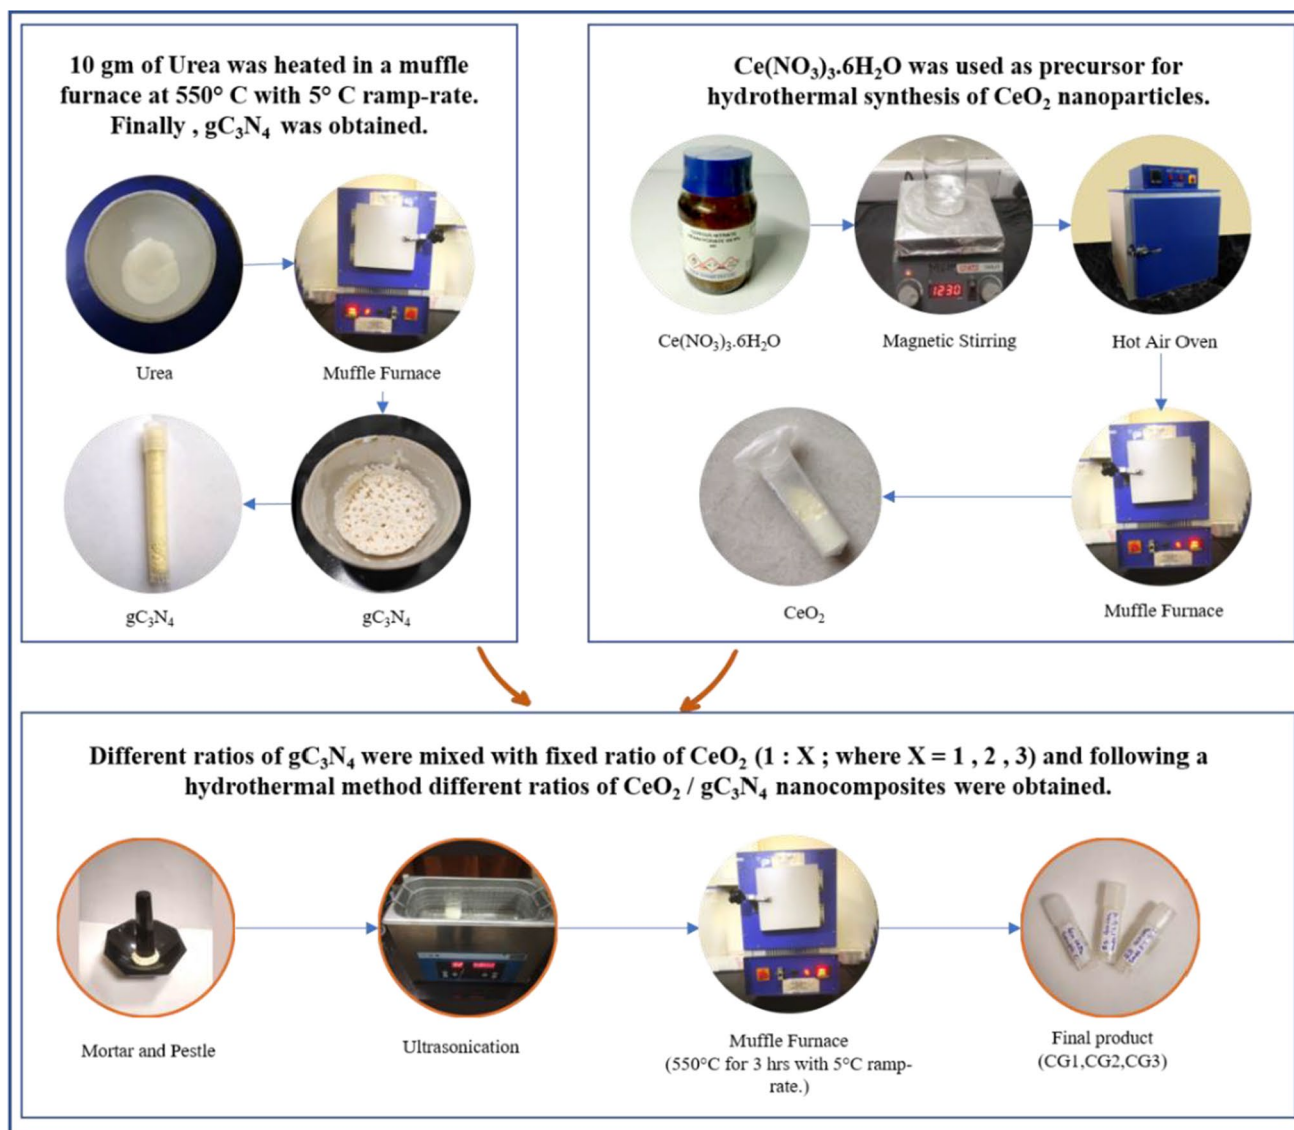 10 gm of Urea was heated in a muffle
furnace at 550° C with 5° C ramp-rate.
Finally , gC₃N₄ was obtained.
Urea
Muffle Furnace
gC₃N₄
gC₃N₄
Ce(NO₃)₃.6H₂O was used as precursor for
hydrothermal synthesis of CeO₂ nanoparticles.
1230
Ce(NO₃)₃.6H₂O
Magnetic Stirring
Hot Air Oven
CeO₂
Muffle Furnace
Different ratios of gC₃N₄ were mixed with fixed ratio of CeO₂ (1 : X ; where X = 1 , 2 , 3) and following a
hydrothermal method different ratios of CeO₂ / gC₃N₄ nanocomposites were obtained.
Mortar and Pestle
Ultrasonication
Muffle Furnace
(550°C for 3 hrs with 5°C ramp-
rate.)
Final product
(CG1,CG2,CG3)